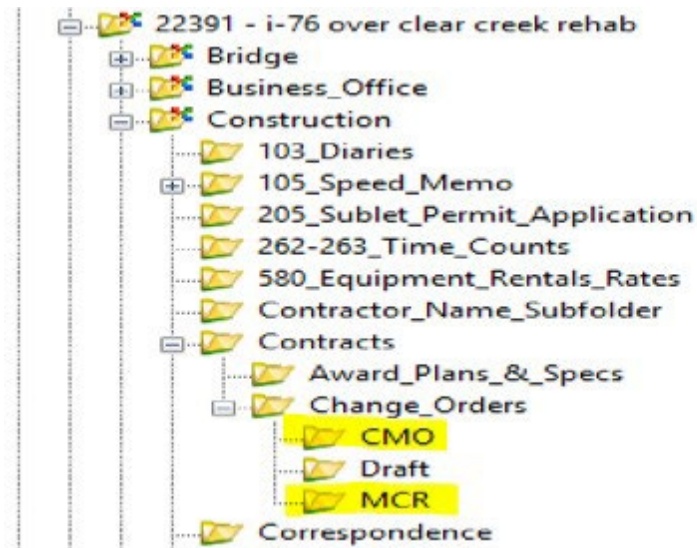 22391 - i-76 over clear creek rehab
Bridge
Business_Office
Construction
103_Diaries
105_Speed_Memo
205_Sublet_Permit_Application
262-263_Time_Counts
580_Equipment_Rentals_Rates
Contractor_Name_Subfolder
Contracts
Award_Plans_&_Specs
Change_Orders
CMO
Draft
MCR
Correspondence